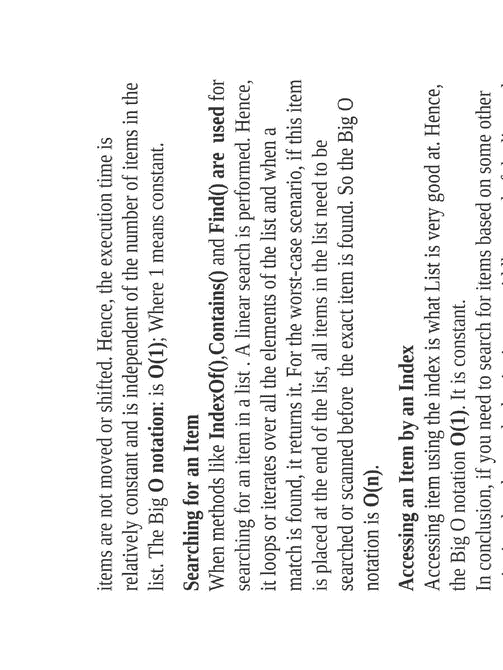 items are not moved or shifted. Hence, the execution time is
relatively constant and is independent of the number of items in the
list. The Big O notation: is O(1); Where 1 means constant.
Searching for an Item
When methods like IndexOf(),Contains() and Find() are used for
searching for an item in a list . A linear search is performed. Hence,
it loops or iterates over all the elements of the list and when a
match is found, it returns it. For the worst-case scenario, if this item
is placed at the end of the list, all items in the list need to be
searched or scanned before the exact item is found. So the Big O
notation is O(n).
Accessing an Item by an Index
Accessing item using the index is what List is very good at. Hence,
the Big O notation O(1). It is constant.
In conclusion, if you need to search for items based on some other